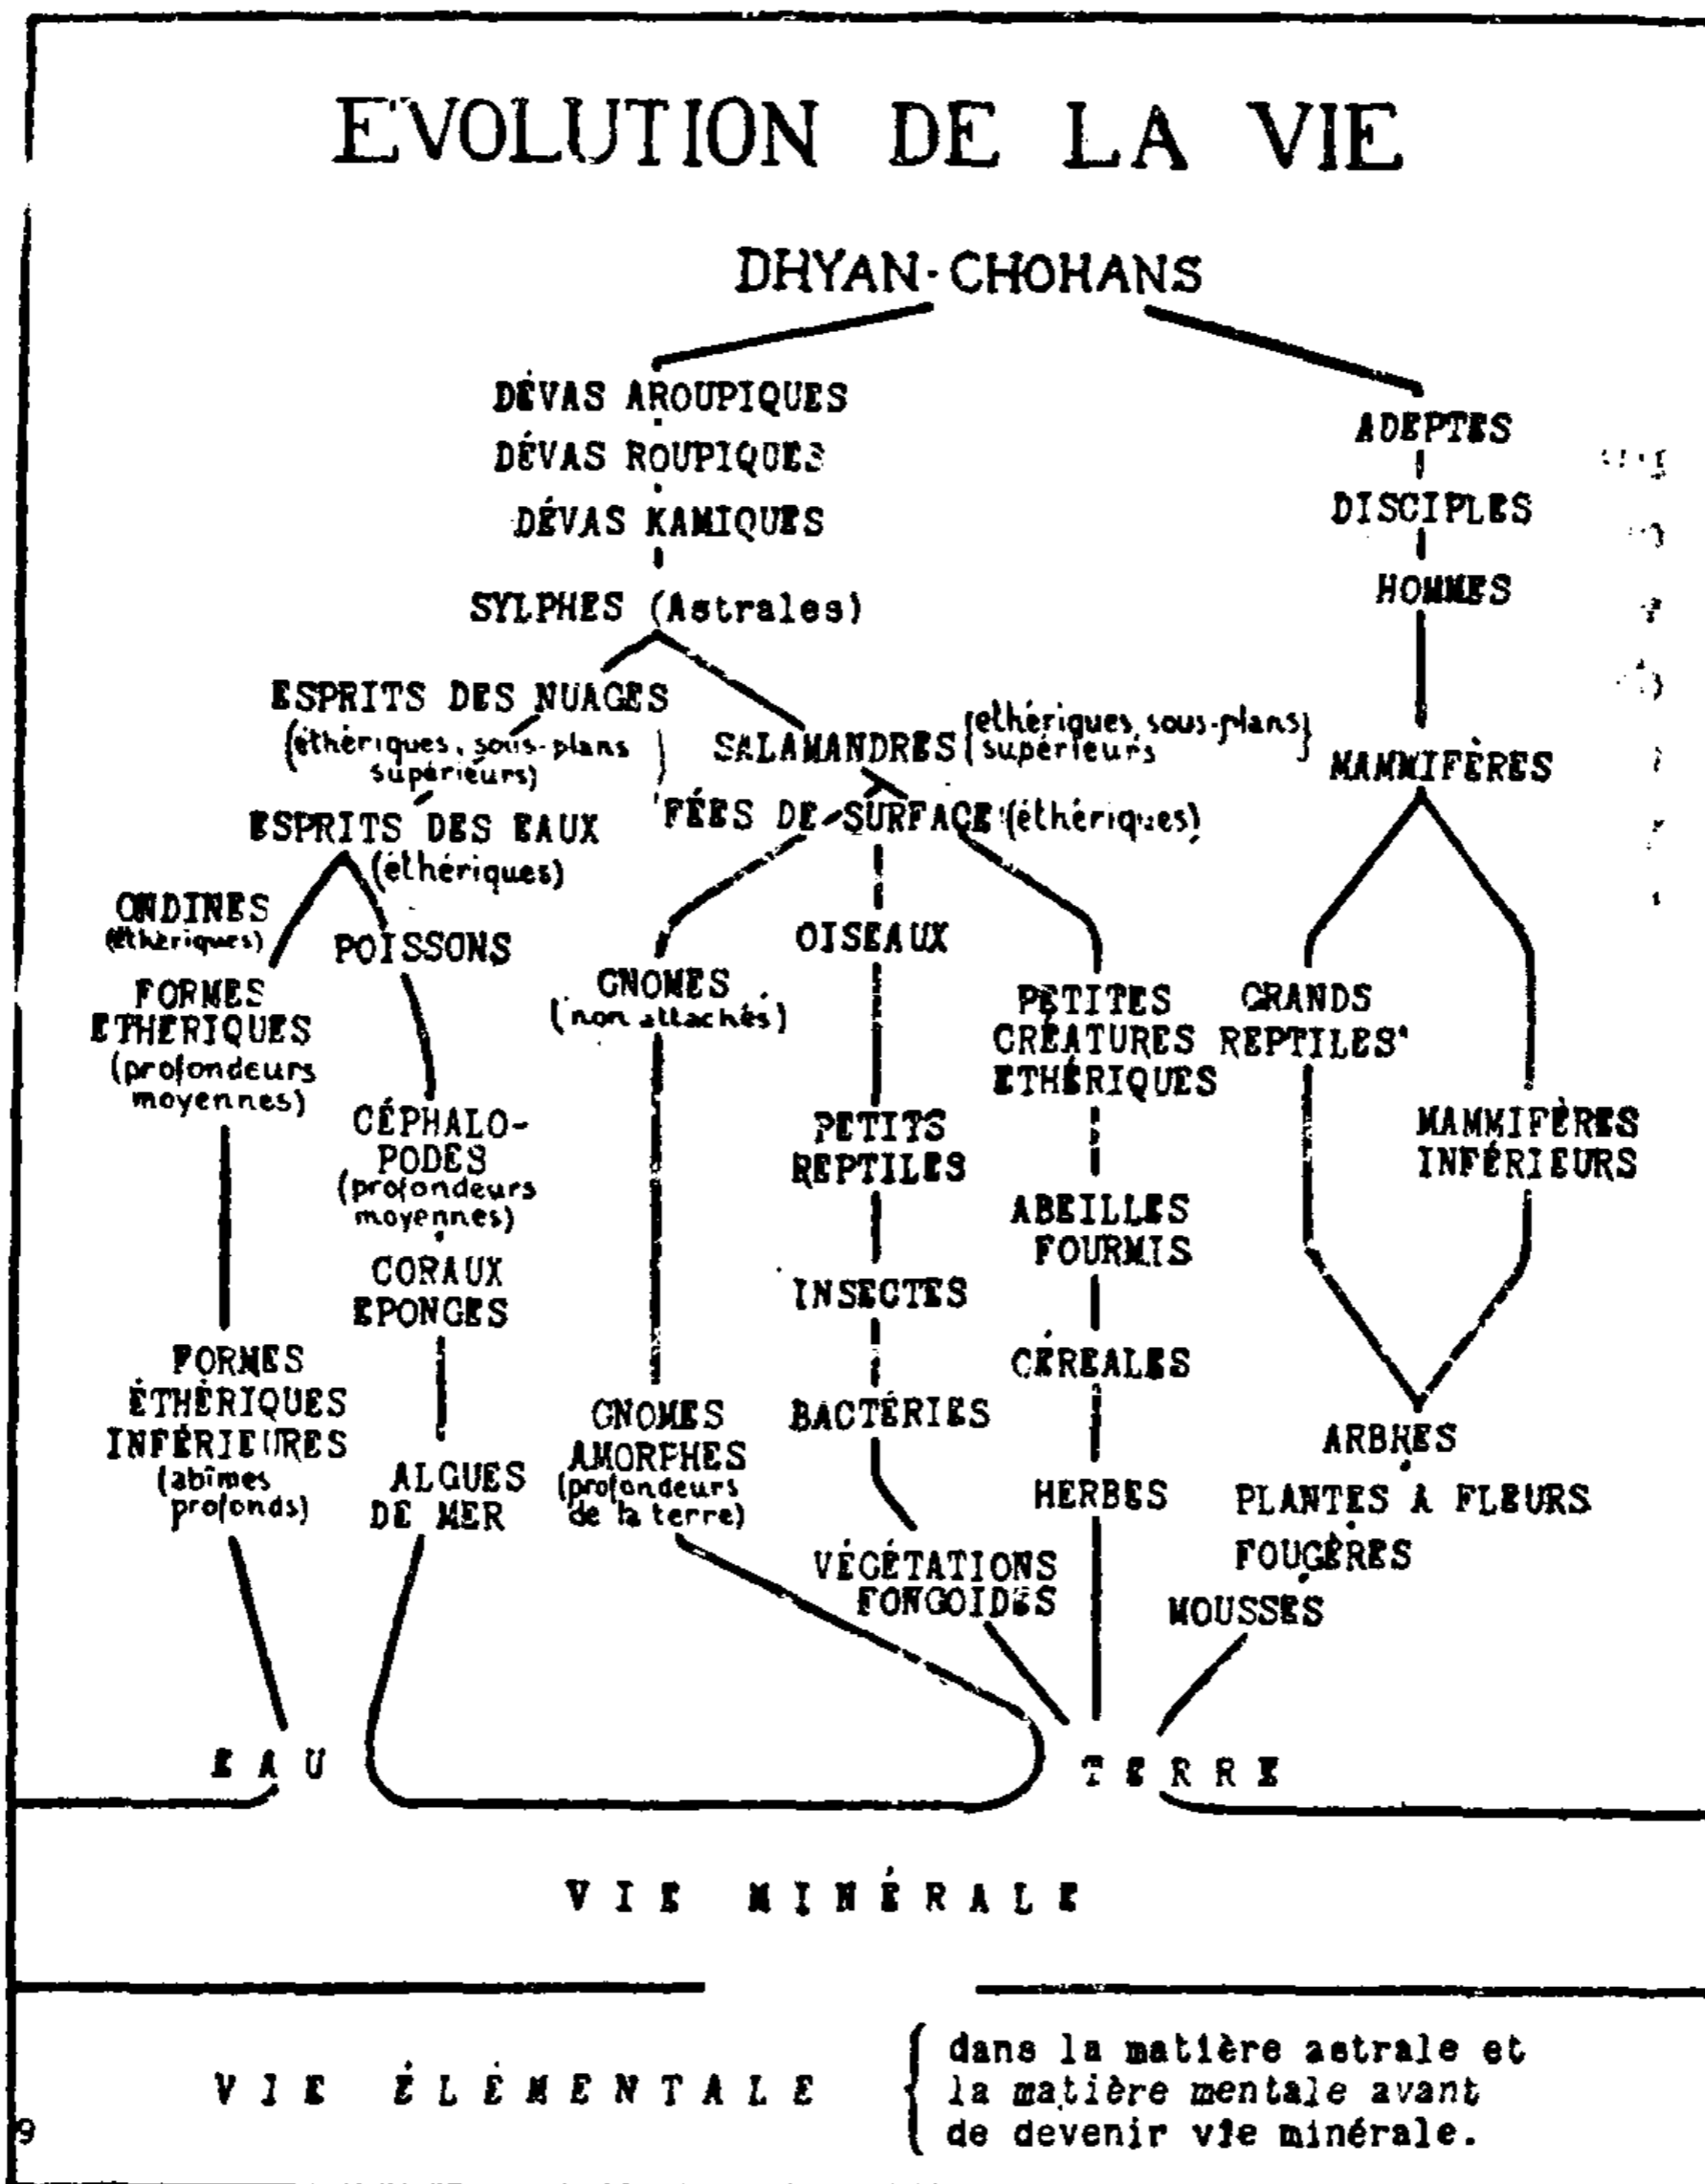 EVOLUTION DE LA VIE
DHYAN-CHOHANS
DÉVAS AROUPIQUES
DÉVAS ROUPIQUES
DÉVAS KAMIQUES
SYLPHES (Astrales)
ESPRITS DES NUAGES
(éthériques, sous-plans
supérieurs)
ESPRITS DES EAUX
(éthériques)
SALAMANDRES (ethériques, sous-plans
supérieurs)
FÉES DE SURFACE (éthériques)
ONDINES
(éthériques)
FORMES
ETHERIQUES
(profondeurs
moyennes)
FORMES
ÉTHÉRIQUES
INFÉRIEURES
(abîmes
profonds)
POISSONS
CÉPHALO-
PODES
(profondeurs
moyennes)
CORAUX
EPONGES
ALGUES
DE MER
GNOMES
(non attachés)
GNOMES
AMORPHES
(profondeurs
de la terre)
OISEAUX
PETITS
REPTILES
INSECTES
BACTÉRIES
VÉGÉTATIONS
FONGOIDES
PETITES
CRÉATURES
ETHÉRIQUES
ABEILLES
FOURMIS
CÉREALES
HERBES
ADEPTES
DISCIPLES
HOMMES
MAMMIFÈRES
GRANDS
REPTILES
MAMMIFÈRES
INFÉRIEURS
ARBRES
PLANTES A FLEURS
FOUGÈRES
MOUSSES
EAU
TERRE
VIE MINÉRALE
VIE ÉLÉMENTALE
dans la matière astrale et
la matière mentale avant
de devenir vie minérale.
9